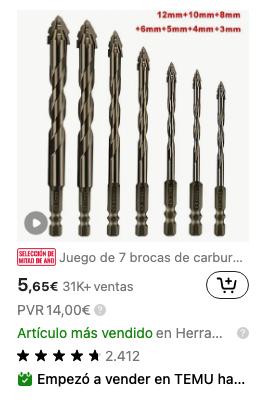 12mm+10mm+8mm
+6mm+5mm+4mm+3mm
SELECCIÓN DE
MITAD DE AÑO
Juego de 7 brocas de carbur...
5,65€ 31K+ ventas
PVR 14,00€
Artículo más vendido en Herra...
2.412
Empezó a vender en TEMU ha...